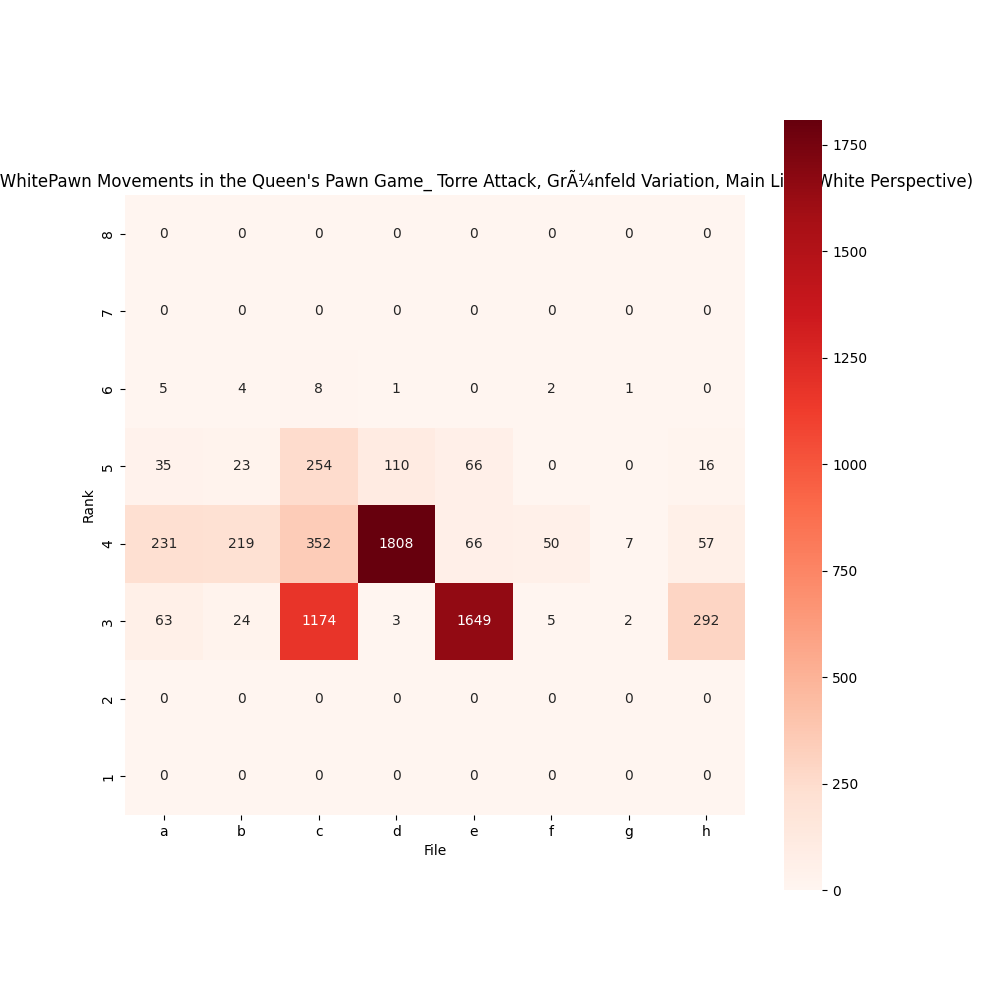 WhitePawn Movements in the Queen's Pawn Game_ Torre Attack, GrÃ¼nfeld Variation, Main Li White Perspective)
1750
1500
1250
1000
750
500
250
0
Rank
8 0 0 0 0 0 0 0 0
7 0 0 0 0 0 0 0 0
6 5 4 8 1 0 2 1 0
5 35 23 254 110 66 0 0 16
4 231 219 352 1808 66 50 7 57
3 63 24 1174 3 1649 5 2 292
2 0 0 0 0 0 0 0 0
1 0 0 0 0 0 0 0 0
a b c d e f g h
File